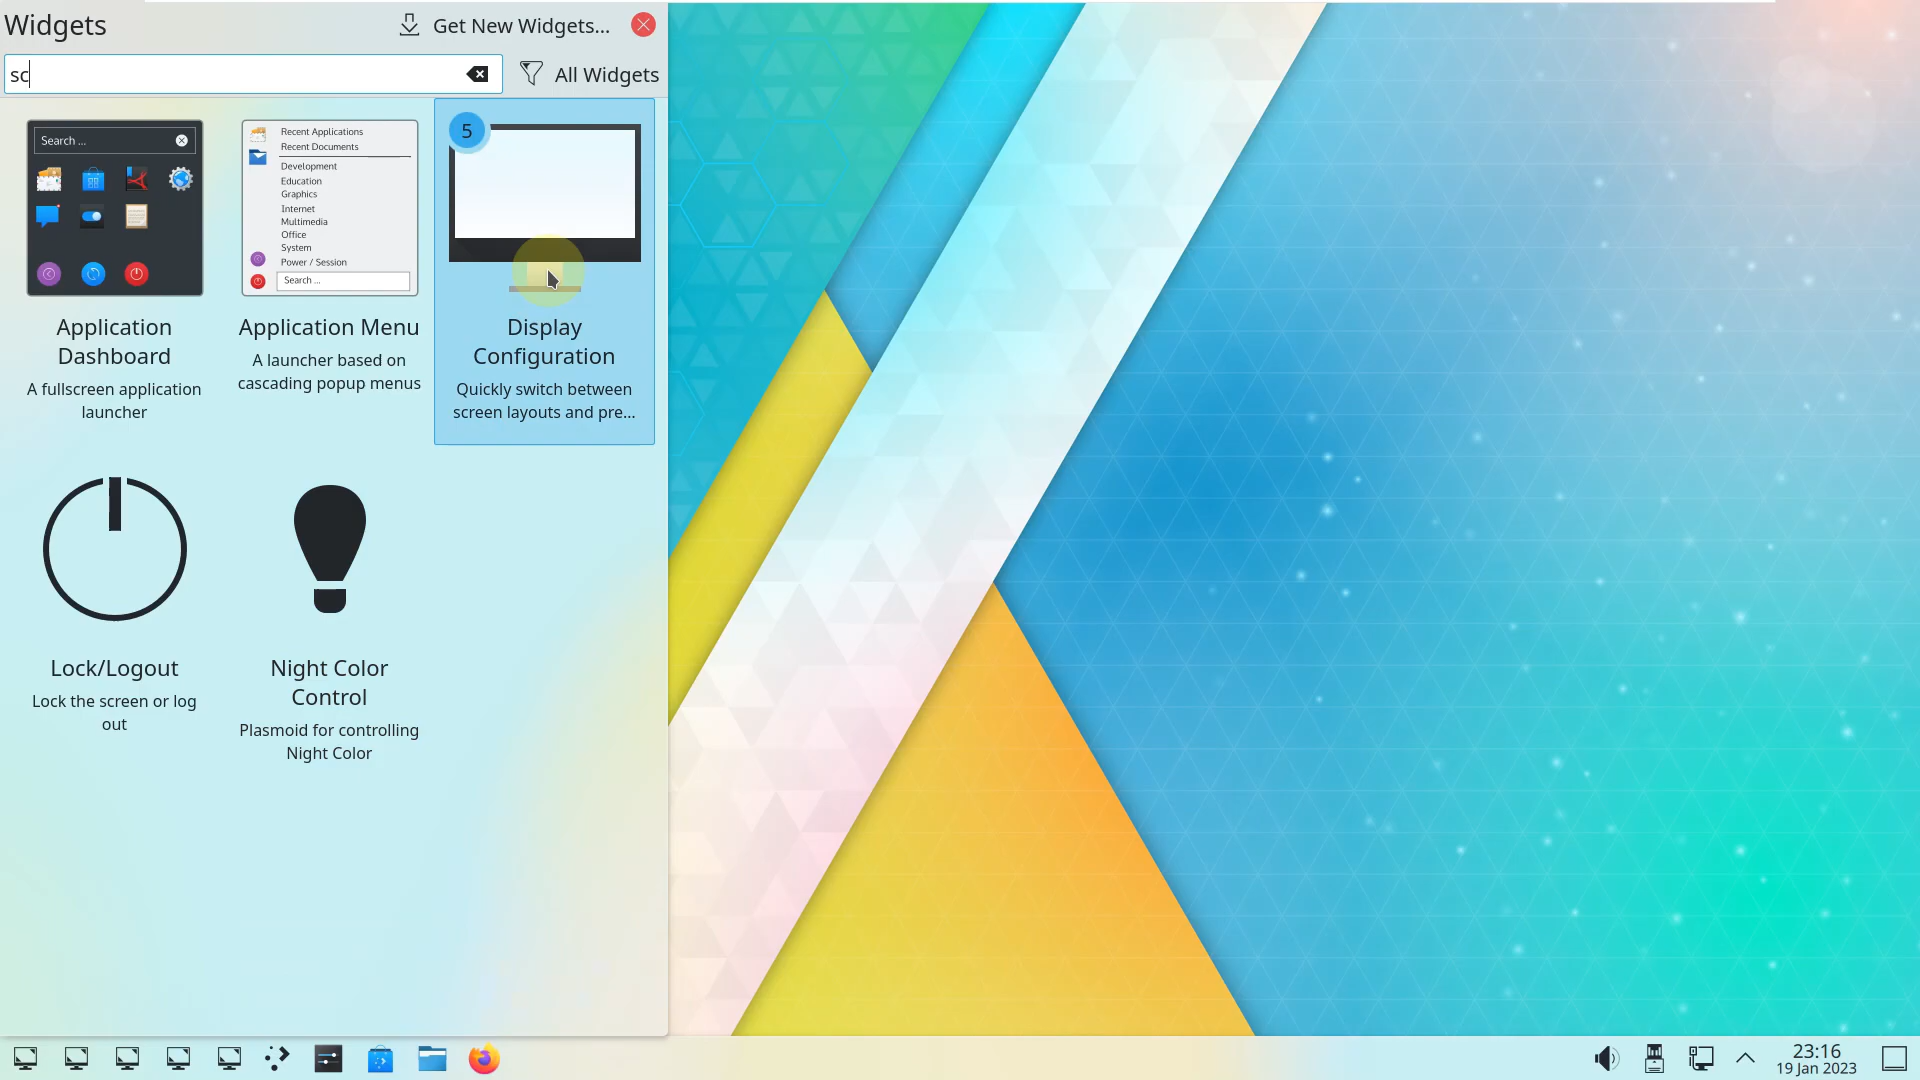 Widgets
Get New Widgets...
sc
All Widgets
Search ...
Recent Applications
Recent Documents
Development
Education
Graphics
Internet
Multimedia
Office
System
Power / Session
Search ...
5
Application
Dashboard
A fullscreen application
launcher
Application Menu
A launcher based on
cascading popup menus
Display
Configuration
Quickly switch between
screen layouts and pre...
Lock/Logout
Lock the screen or log
out
Night Color
Control
Plasmoid for controlling
Night Color
23:16
19 Jan 2023